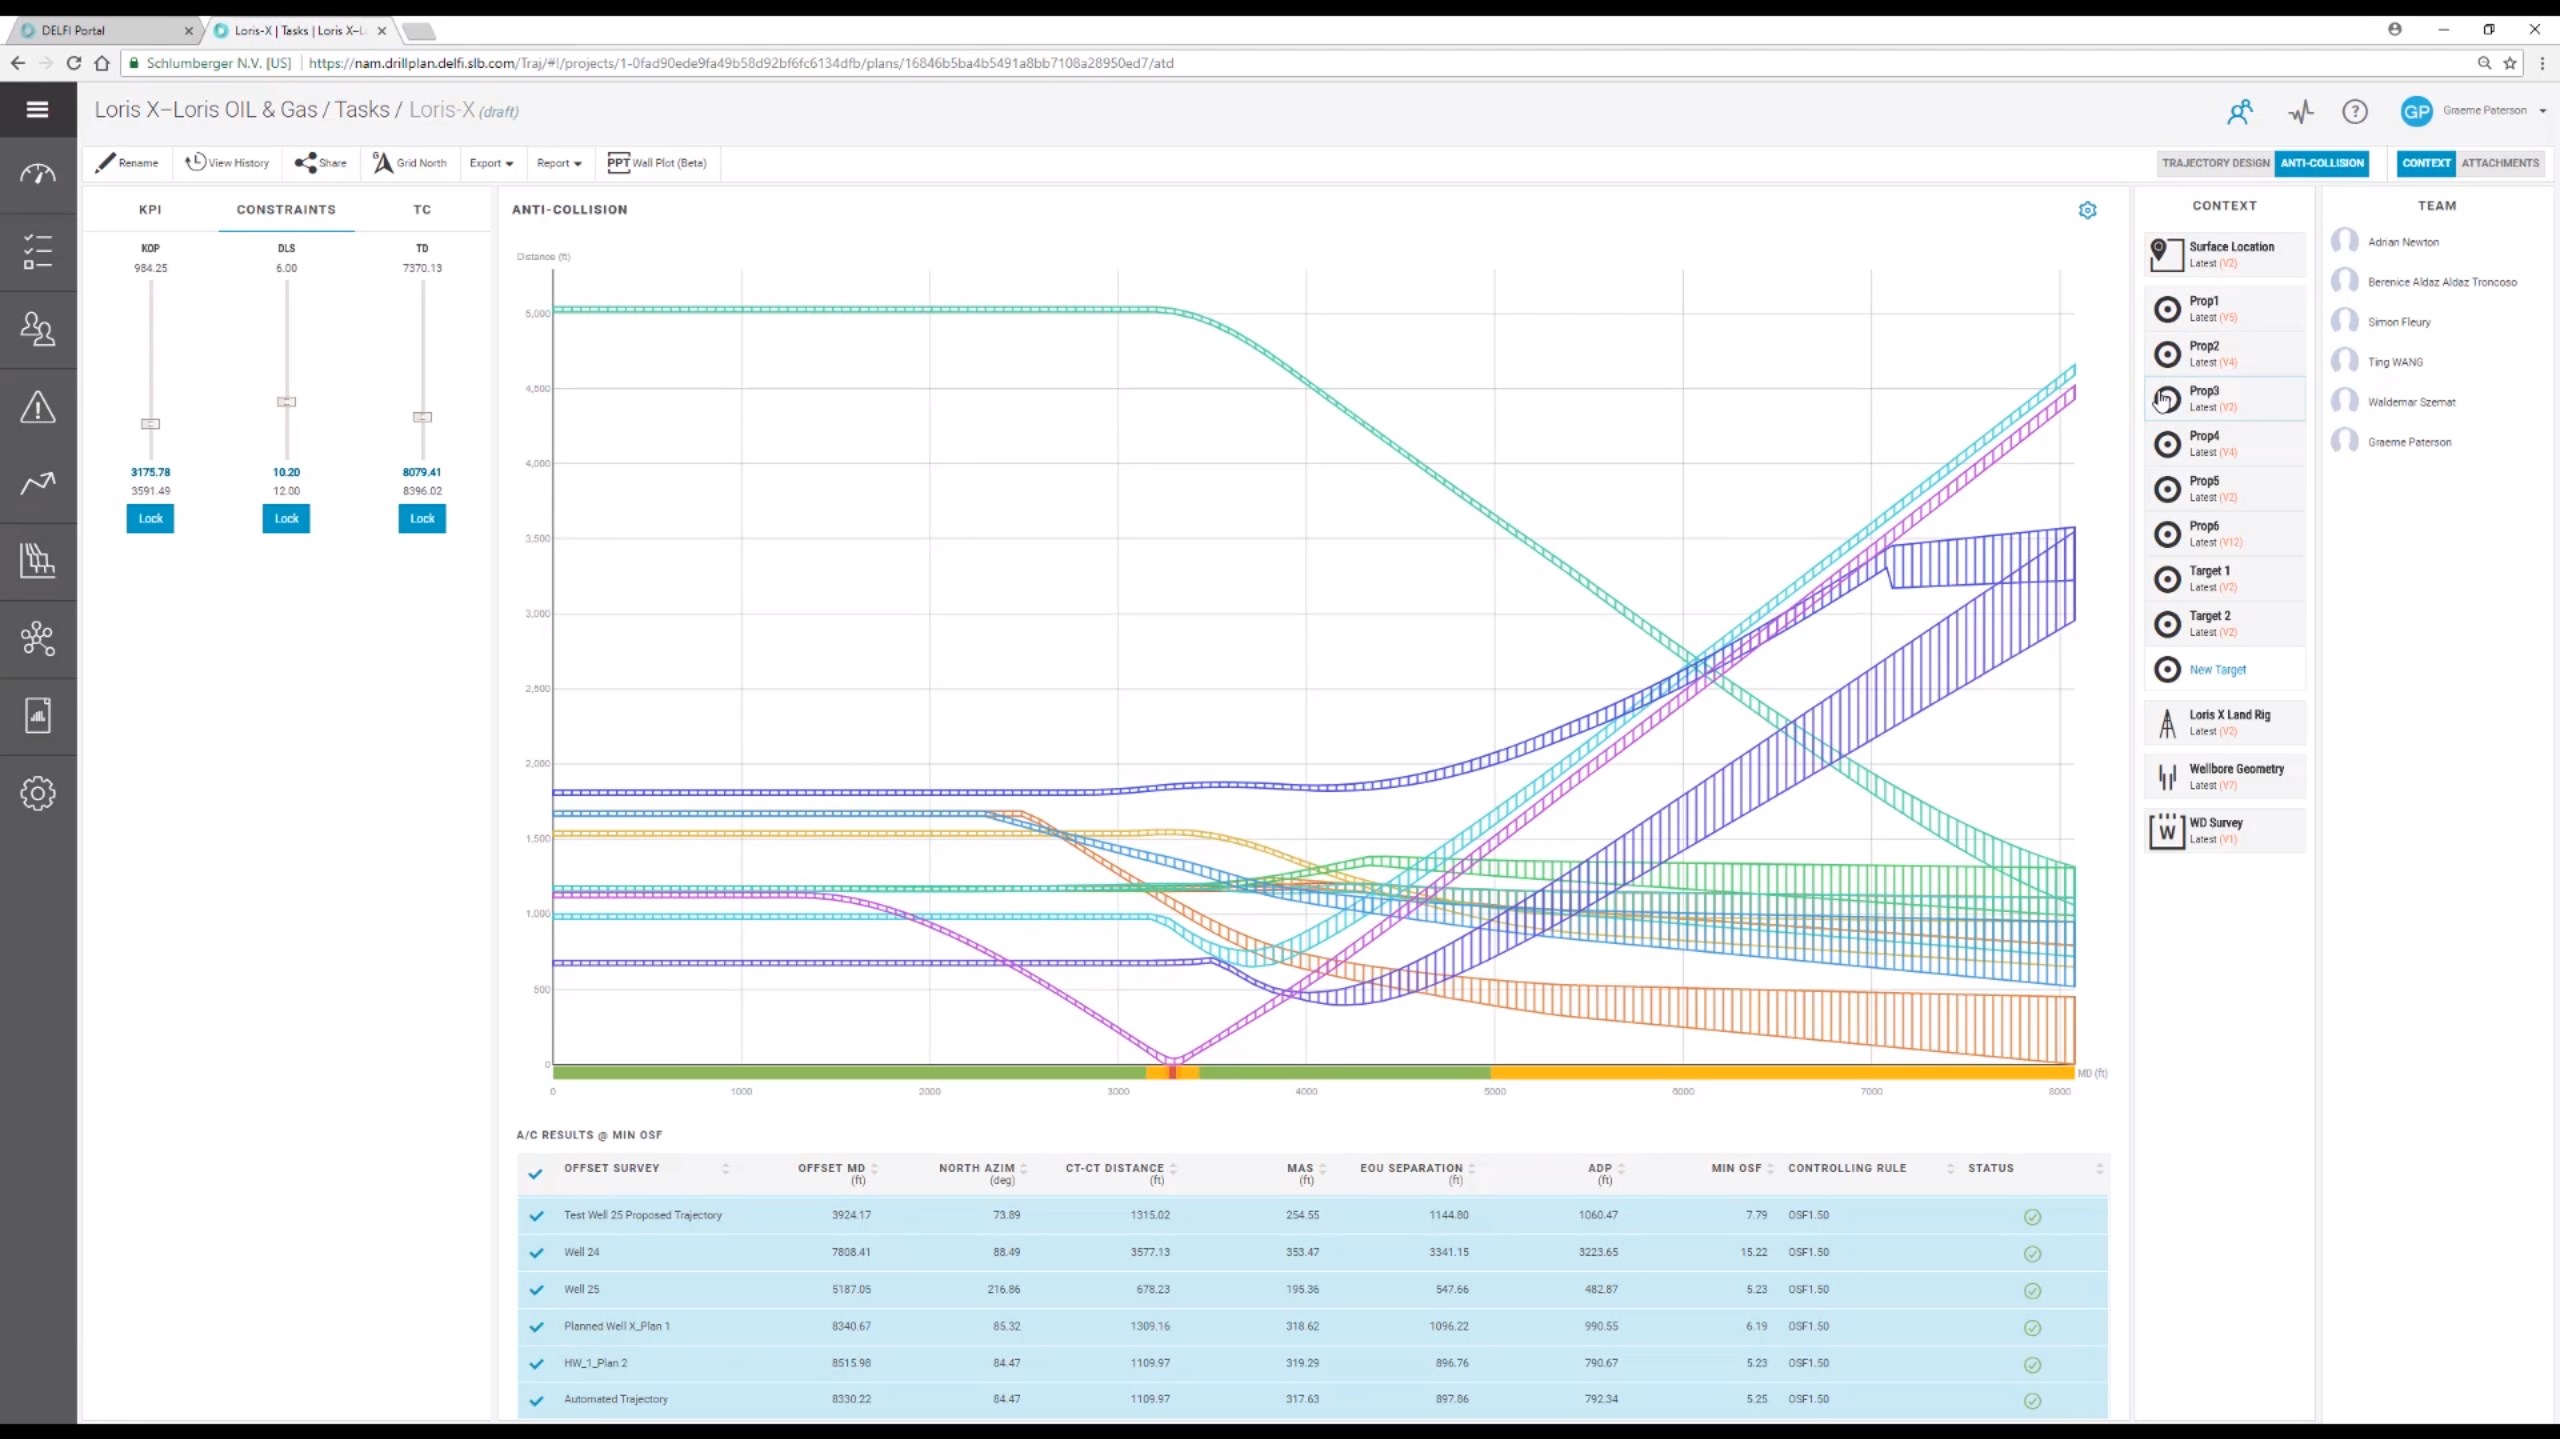 DELFI Portal
Loris-X | Tasks | Loris X–L
Schlumberger N.V. [US]
https://nam.drillplan.delfi.slb.com/Traj/#!/projects/1-0fad90ede9fa49b58d92bf6fc6134dfb/plans/16846b5ba4b5491a8bb7108a28950ed7/atd
Loris X–Loris OIL & Gas / Tasks / Loris-X (draft)
GP Graeme Paterson
Rename View History Share Grid North Export Report PPT Wall Plot (Beta)
TRAJECTORY DESIGN ANTI-COLLISION CONTEXT ATTACHMENTS
KPI CONSTRAINTS TC
KOP DLS TD
984.25 6.00 7370.13
3175.78 10.20 8079.41
3591.49 12.00 8396.02
Lock Lock Lock
ANTI-COLLISION
Distance (ft)
5,000
4,500
4,000
3,500
3,000
2,500
2,000
1,500
1,000
500
0
0 1000 2000 3000 4000 5000 6000 7000 8000
MD (ft)
A/C RESULTS @ MIN OSF
OFFSET SURVEY OFFSET MD (ft) NORTH AZIM (deg) CT-CT DISTANCE (ft) MAS (ft) EOU SEPARATION (ft) ADP (ft) MIN OSF CONTROLLING RULE STATUS
Test Well 25 Proposed Trajectory 3924.17 73.89 1315.02 254.55 1144.80 1060.47 7.79 OSF1.50
Well 24 7808.41 88.49 3577.13 353.47 3341.15 3223.65 15.22 OSF1.50
Well 25 5187.05 216.86 678.23 195.36 547.66 482.87 5.23 OSF1.50
Planned Well X_Plan 1 8340.67 85.32 1309.16 318.62 1096.22 990.55 6.19 OSF1.50
HW_1_Plan 2 8515.98 84.47 1109.97 319.29 896.76 790.67 5.23 OSF1.50
Automated Trajectory 8330.22 84.47 1109.97 317.63 897.86 792.34 5.25 OSF1.50
CONTEXT
Surface Location
Latest (V2)
Prop1
Latest (V5)
Prop2
Latest (V4)
Prop3
Latest (V2)
Prop4
Latest (V4)
Prop5
Latest (V2)
Prop6
Latest (V12)
Target 1
Latest (V2)
Target 2
Latest (V2)
New Target
Loris X Land Rig
Latest (V2)
Wellbore Geometry
Latest (V7)
W WD Survey
Latest (V1)
TEAM
Adrian Newton
Berenice Aldaz Aldaz Troncoso
Simon Fleury
Ting WANG
Waldemar Szemat
Graeme Paterson